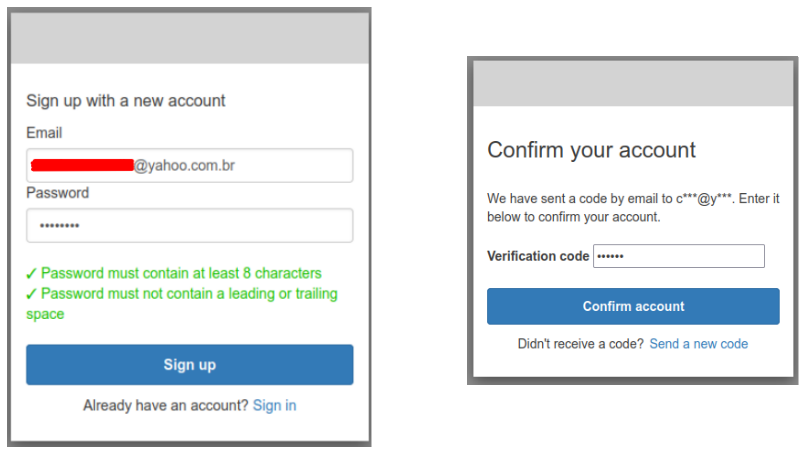 Sign up with a new account
Email
@yahoo.com.br
Password
••••••••
✓ Password must contain at least 8 characters
✓ Password must not contain a leading or trailing
space
Sign up
Already have an account? Sign in
Confirm your account
We have sent a code by email to c***@y***. Enter it
below to confirm your account.
Verification code ••••••
Confirm account
Didn't receive a code? Send a new code